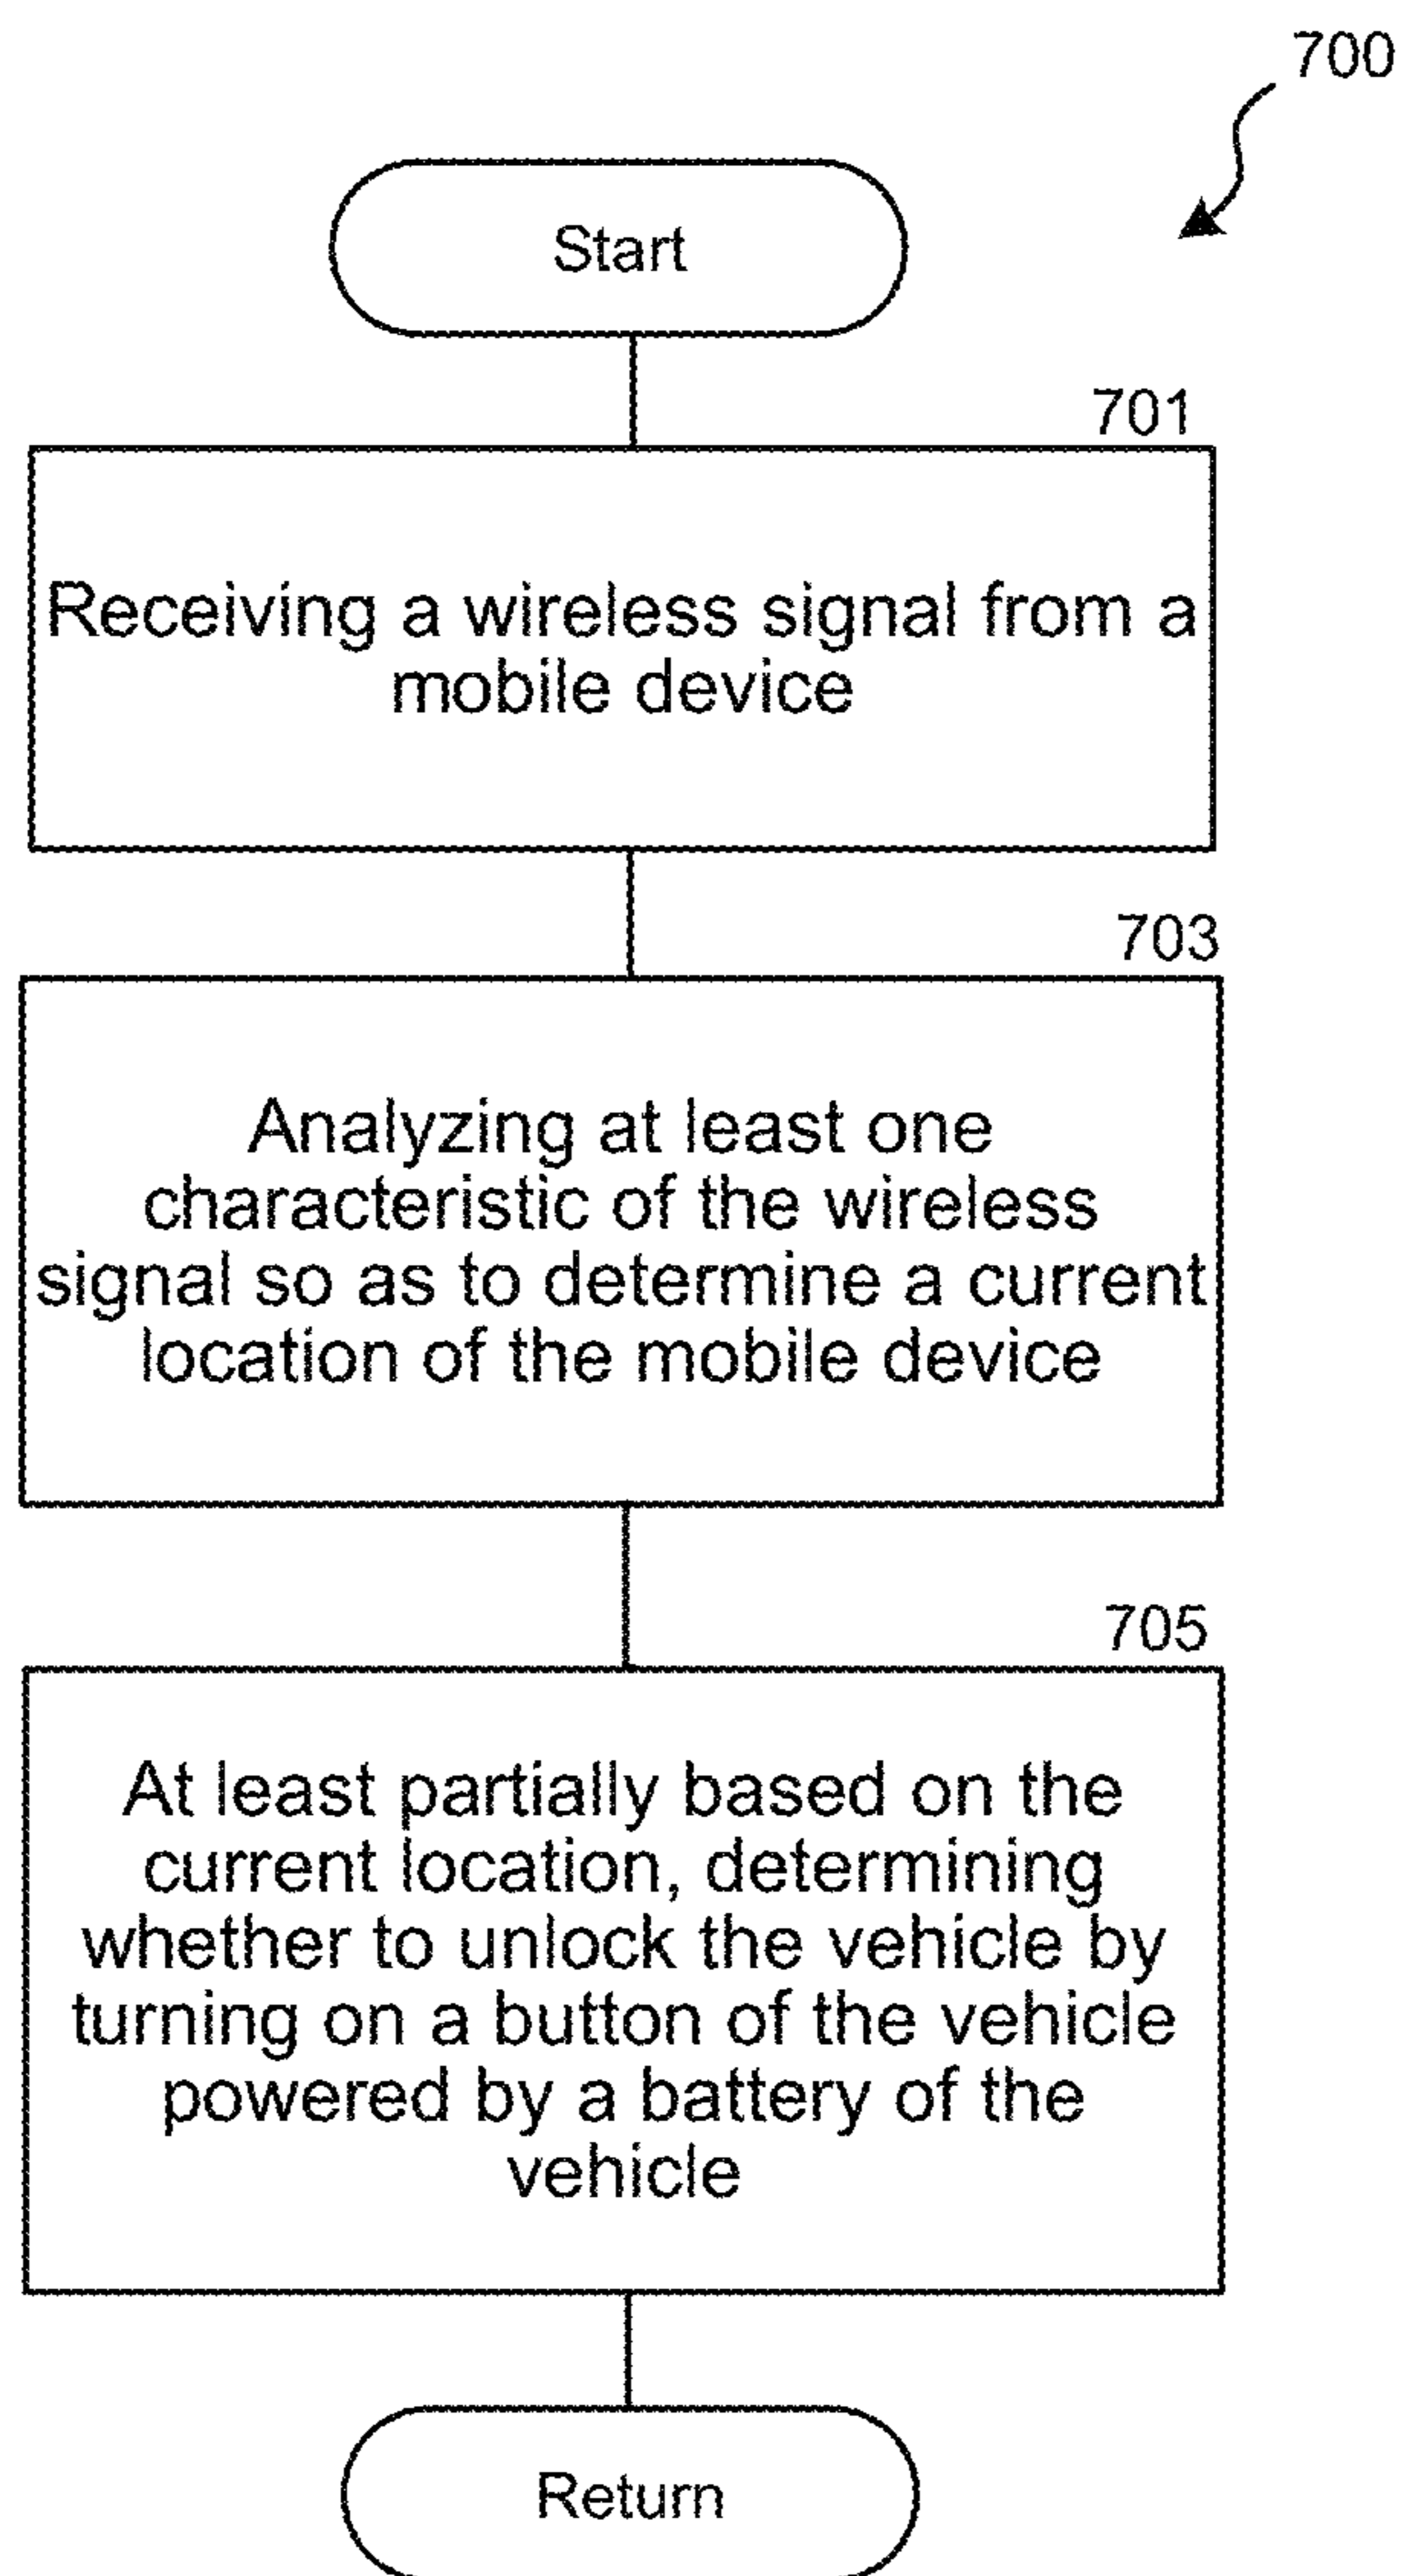 700
Start
701
Receiving a wireless signal from a
mobile device
703
Analyzing at least one
characteristic of the wireless
signal so as to determine a current
location of the mobile device
705
At least partially based on the
current location, determining
whether to unlock the vehicle by
turning on a button of the vehicle
powered by a battery of the
vehicle
Return